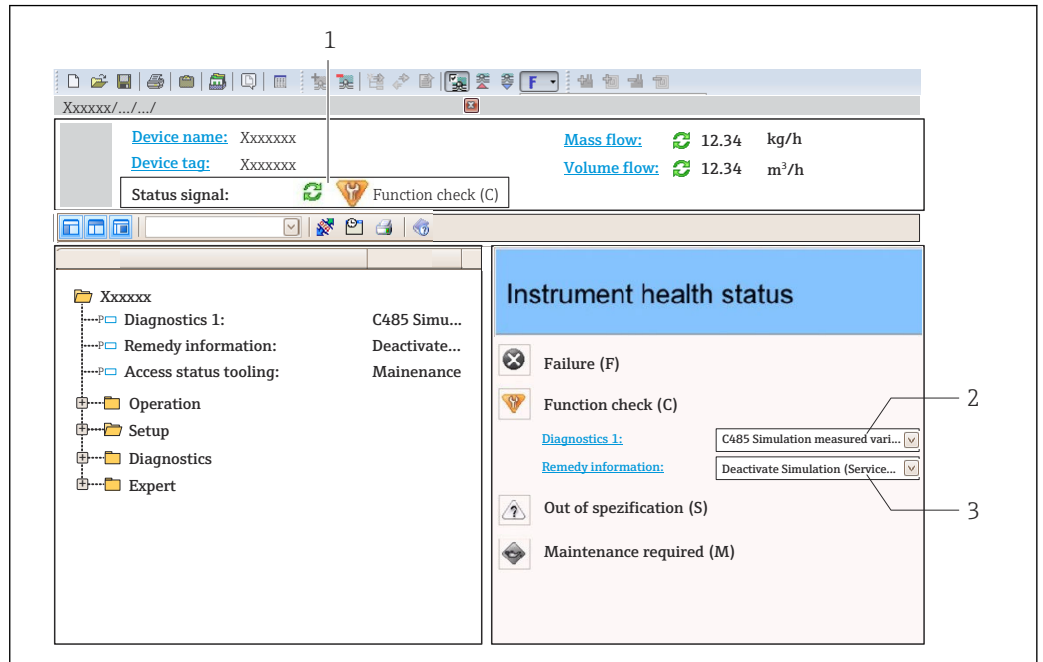 1
F
Xxxxxx/.../.../
Device name: Xxxxxxx
Mass flow: 12.34 kg/h
Device tag: Xxxxxxx
Volume flow: 12.34 m³/h
Status signal: Function check (C)
Xxxxxx
Diagnostics 1: C485 Simu...
Remedy information: Deactivate...
Access status tooling: Mainenance
Operation
Setup
Diagnostics
Expert
Instrument health status
Failure (F)
Function check (C)
2
Diagnostics 1: C485 Simulation measured vari...
Remedy information: Deactivate Simulation (Service...
Out of spezification (S)
3
Maintenance required (M)